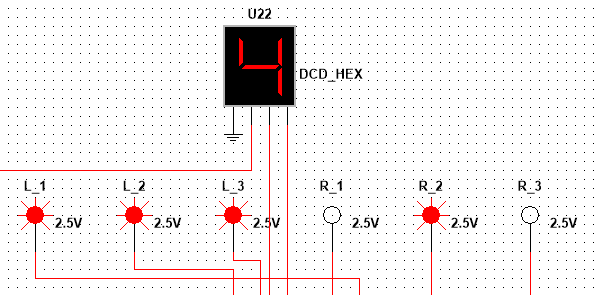 U22
4
DCD_HEX
L_1 L_2 L_3 R_1 R_2 R_3
2.5V 2.5V 2.5V 2.5V 2.5V 2.5V